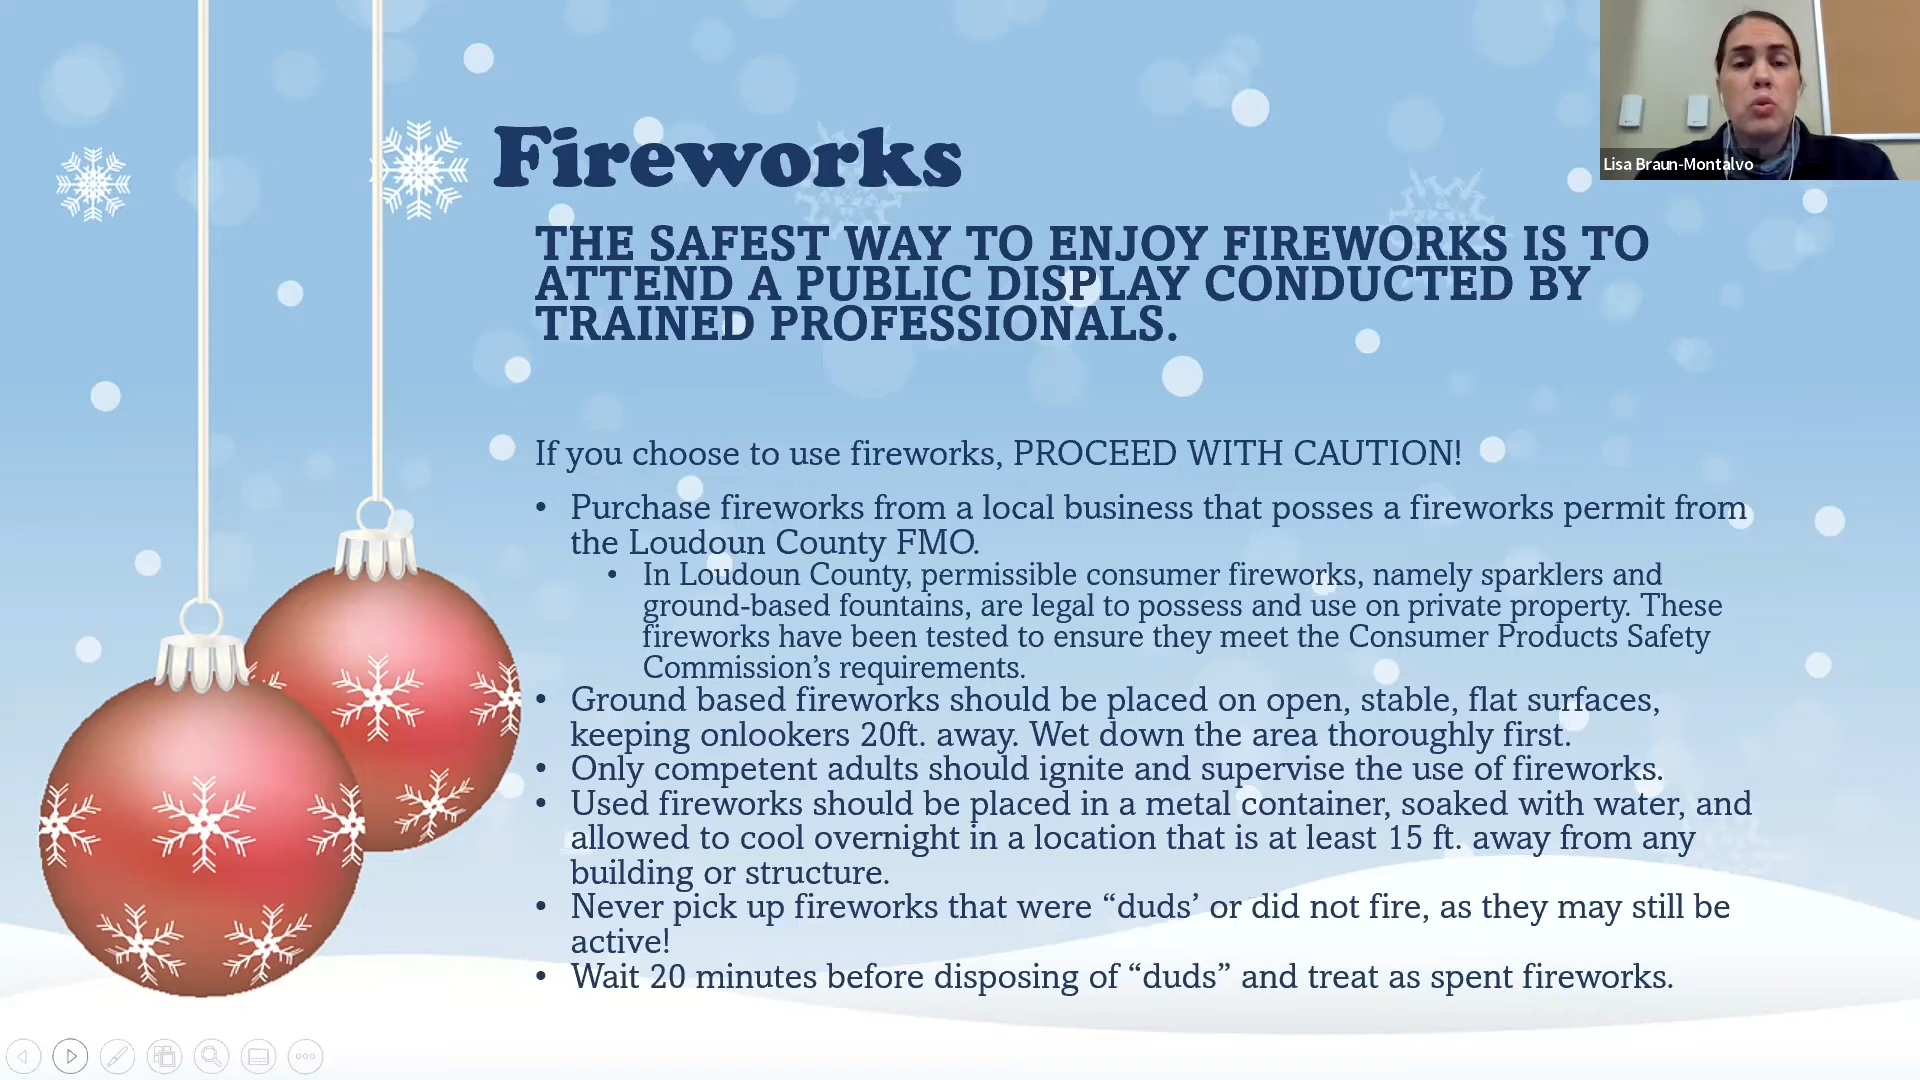 Fireworks
THE SAFEST WAY TO ENJOY FIREWORKS IS TO
ATTEND A PUBLIC DISPLAY CONDUCTED BY
TRAINED PROFESSIONALS.
Lisa Braun-Montalvo
If you choose to use fireworks, PROCEED WITH CAUTION!
• Purchase fireworks from a local business that posses a fireworks permit from
the Loudoun County FMO.
• In Loudoun County, permissible consumer fireworks, namely sparklers and
ground-based fountains, are legal to possess and use on private property. These
fireworks have been tested to ensure they meet the Consumer Products Safety
Commission’s requirements.
• Ground based fireworks should be placed on open, stable, flat surfaces,
keeping onlookers 20ft. away. Wet down the area thoroughly first.
• Only competent adults should ignite and supervise the use of fireworks.
• Used fireworks should be placed in a metal container, soaked with water, and
allowed to cool overnight in a location that is at least 15 ft. away from any
building or structure.
• Never pick up fireworks that were “duds’ or did not fire, as they may still be
active!
• Wait 20 minutes before disposing of “duds” and treat as spent fireworks.